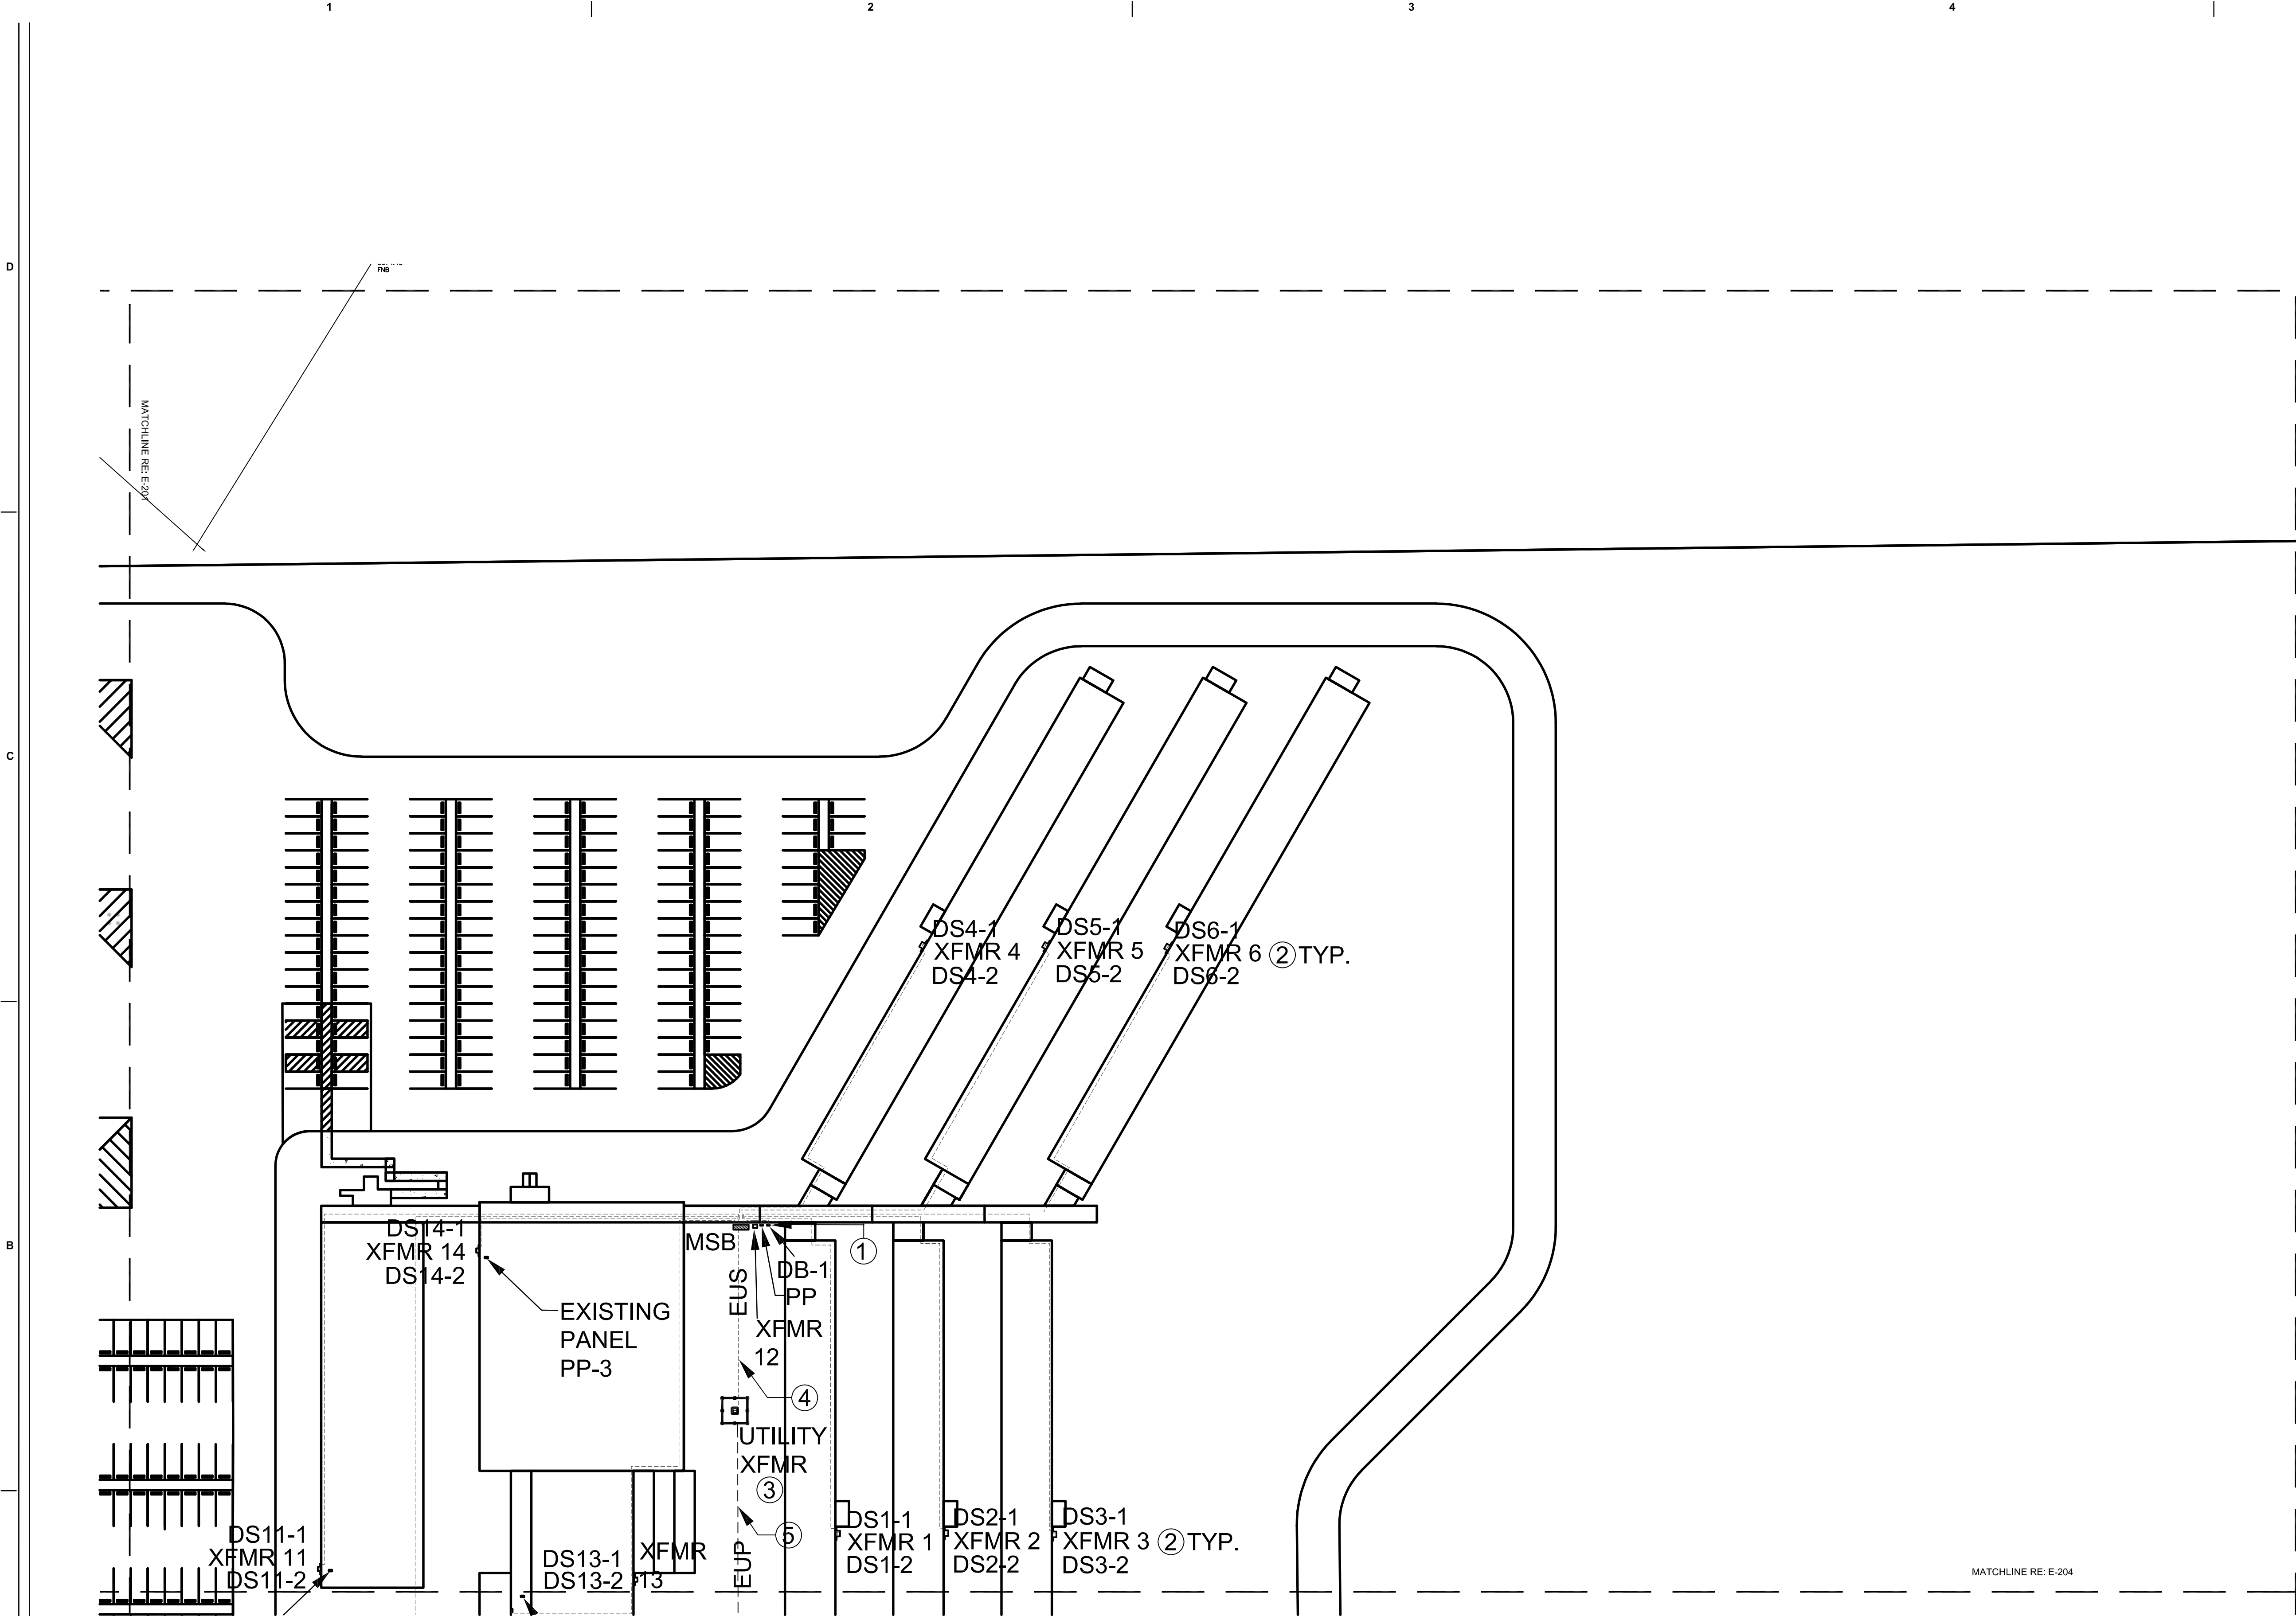 1
2
3
4
D
FNB
MATCHLINE RE: E-201
C
DS4-1
XFMR 4
DS4-2
DS5-1
XFMR 5
DS5-2
DS6-1
XFMR 6 2 TYP.
DS6-2
B
DS14-1
XFMR 14
DS14-2
MSB
1
DB-1
PP
XFMR
12
EUS
EXISTING
PANEL
PP-3
4
UTILITY
XFMR
3
5
EUP
DS11-1
XFMR 11
DS11-2
DS13-1
DS13-2
XFMR
13
DS1-1
XFMR 1
DS1-2
DS2-1
XFMR 2
DS2-2
DS3-1
XFMR 3 2 TYP.
DS3-2
MATCHLINE RE: E-204